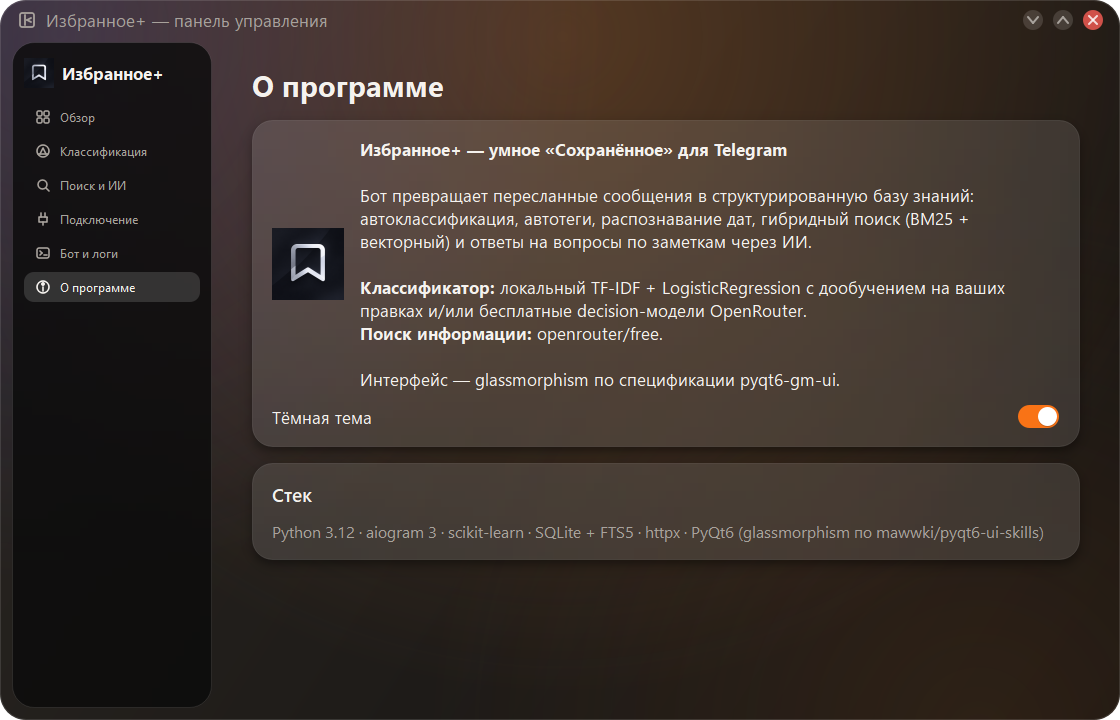 Избранное+ — панель управления
Избранное+
Обзор
Классификация
Поиск и ИИ
Подключение
Бот и логи
О программе
О программе
Избранное+ — умное «Сохранённое» для Telegram
Бот превращает пересланные сообщения в структурированную базу знаний:
автоклассификация, автотеги, распознавание дат, гибридный поиск (BM25 +
векторный) и ответы на вопросы по заметкам через ИИ.
Классификатор: локальный TF-IDF + LogisticRegression с дообучением на ваших
правках и/или бесплатные decision-модели OpenRouter.
Поиск информации: openrouter/free.
Интерфейс — glassmorphism по спецификации pyqt6-gm-ui.
Тёмная тема
Стек
Python 3.12 · aiogram 3 · scikit-learn · SQLite + FTS5 · httpx · PyQt6 (glassmorphism по mawwki/pyqt6-ui-skills)